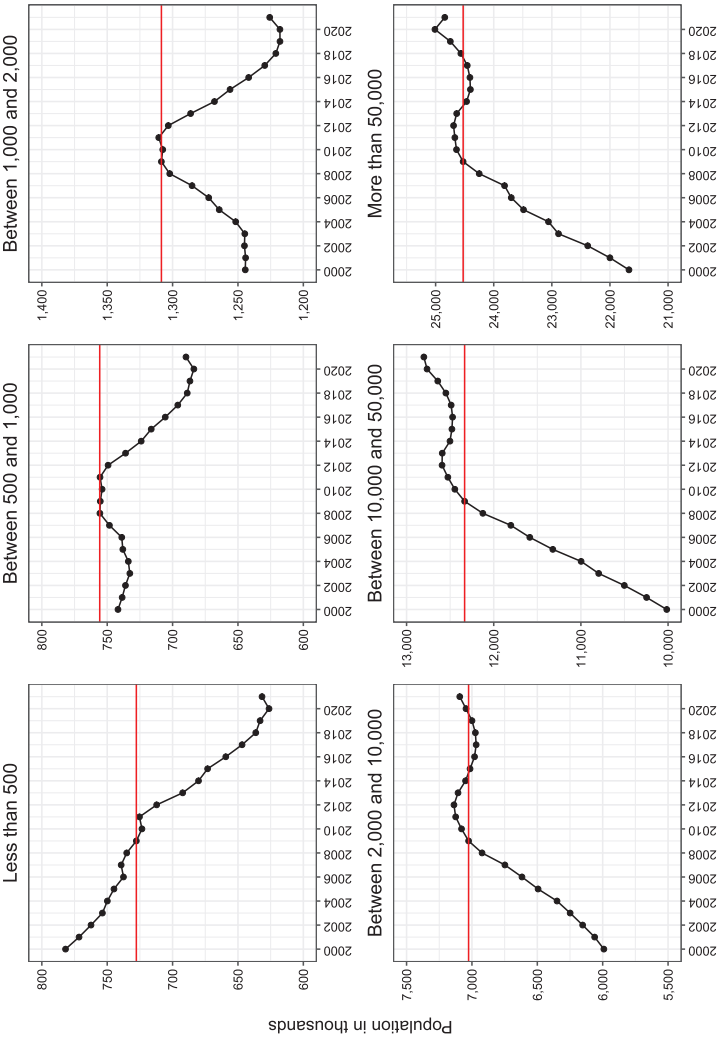 Population in thousands
Less than 500
800
750
700
650
600
2000 2002 2004 2006 2008 2010 2012 2014 2016 2018 2020
Between 500 and 1,000
800
750
700
650
600
2000 2002 2004 2006 2008 2010 2012 2014 2016 2018 2020
Between 1,000 and 2,000
1,400
1,350
1,300
1,250
1,200
2000 2002 2004 2006 2008 2010 2012 2014 2016 2018 2020
Between 2,000 and 10,000
7,500
7,000
6,500
6,000
5,500
2000 2002 2004 2006 2008 2010 2012 2014 2016 2018 2020
Between 10,000 and 50,000
13,000
12,000
11,000
10,000
2000 2002 2004 2006 2008 2010 2012 2014 2016 2018 2020
More than 50,000
25,000
24,000
23,000
22,000
21,000
2000 2002 2004 2006 2008 2010 2012 2014 2016 2018 2020